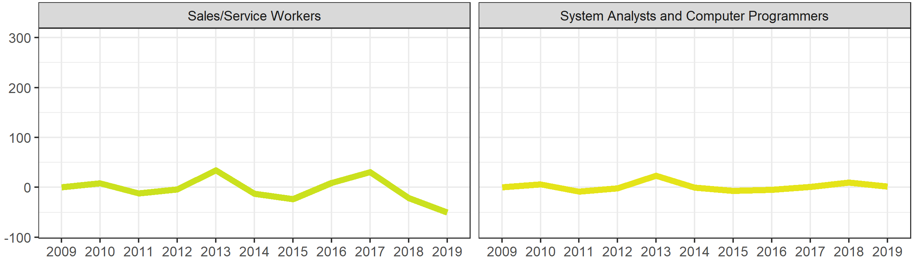 Sales/Service Workers
System Analysts and Computer Programmers
300
200
100
0
-100
2009 2010 2011 2012 2013 2014 2015 2016 2017 2018 2019
2009 2010 2011 2012 2013 2014 2015 2016 2017 2018 2019